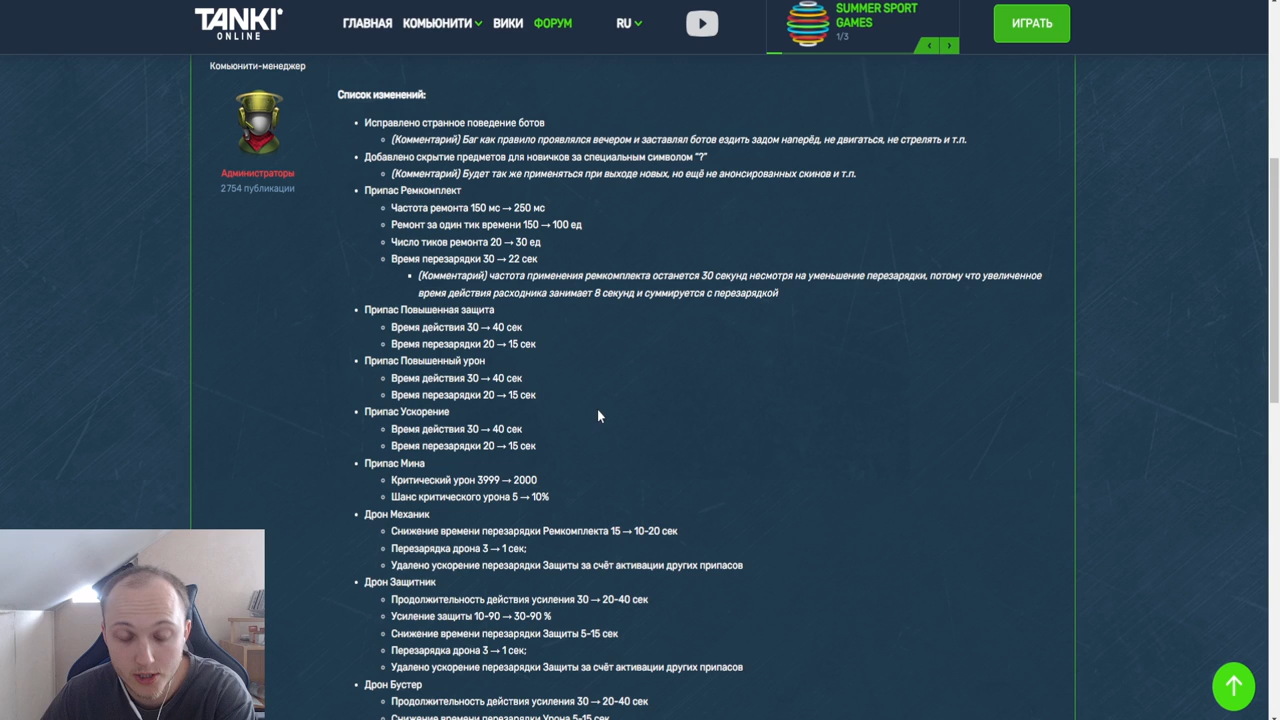 TANKI
ONLINE
ГЛАВНАЯ
КОМЬЮНИТИ
ВИКИ
ФОРУМ
RU
SUMMER SPORT
GAMES
1/3
ИГРАТЬ
Комьюнити-менеджер
Администраторы
2 754 публикации
Список изменений:
Исправлено странное поведение ботов
(Комментарий) Баг как правило проявлялся вечером и заставлял ботов ездить задом наперёд, не двигаться, не стрелять и т.п.
Добавлено скрытие предметов для новичков за специальным символом "?"
(Комментарий) Будет так же применяться при выходе новых, но ещё не анонсированных скинов и т.п.
Припас Ремкомплект
Частота ремонта 150 мс → 250 мс
Ремонт за один тик времени 150 → 100 ед
Число тиков ремонта 20 → 30 ед
Время перезарядки 30 → 22 сек
(Комментарий) частота применения ремкомплекта останется 30 секунд несмотря на уменьшение перезарядки, потому что увеличенное
время действия расходника занимает 8 секунд и суммируется с перезарядкой
Припас Повышенная защита
Время действия 30 → 40 сек
Время перезарядки 20 → 15 сек
Припас Повышенный урон
Время действия 30 → 40 сек
Время перезарядки 20 → 15 сек
Припас Ускорение
Время действия 30 → 40 сек
Время перезарядки 20 → 15 сек
Припас Мина
Критический урон 3999 → 2000
Шанс критического урона 5 → 10%
Дрон Механик
Снижение времени перезарядки Ремкомплекта 15 → 10-20 сек
Перезарядка дрона 3 → 1 сек;
Удалено ускорение перезарядки Защиты за счёт активации других припасов
Дрон Защитник
Продолжительность действия усиления 30 → 20-40 сек
Усиление защиты 10-90 → 30-90 %
Снижение времени перезарядки Защиты 5-15 сек
Перезарядка дрона 3 → 1 сек;
Удалено ускорение перезарядки Защиты за счёт активации других припасов
Дрон Бустер
Продолжительность действия усиления 30 → 20-40 сек
Снижение времени перезарядки Урона 5-15 сек